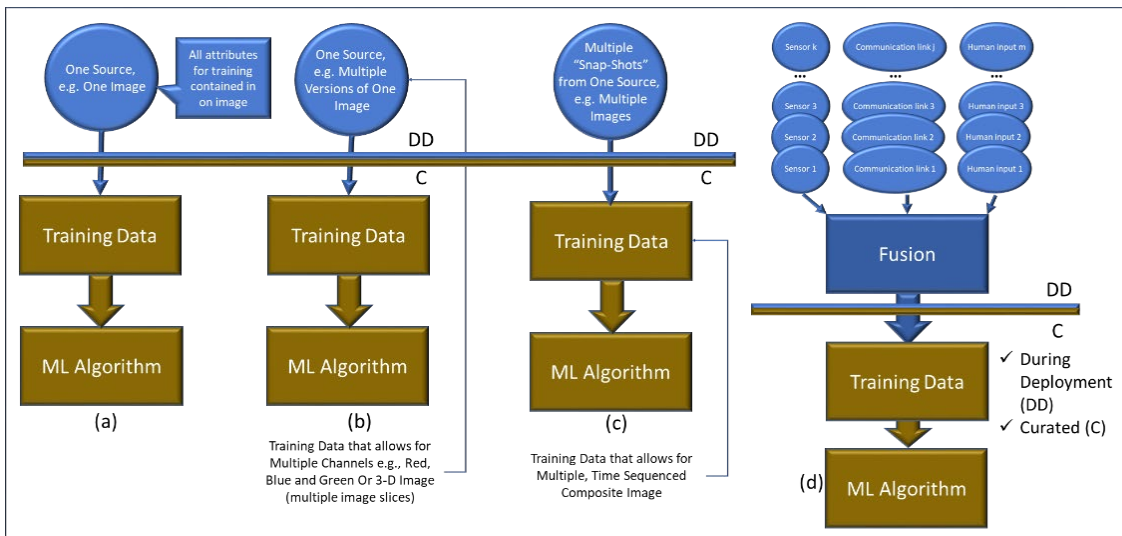 One Source,
e.g. One Image
All attributes
for training
contained in
on image
DD
C
Training Data
ML Algorithm
(a)
One Source,
e.g. Multiple
Versions of One
Image
Training Data
ML Algorithm
(b)
Training Data that allows for
Multiple Channels e.g., Red,
Blue and Green Or 3-D Image
(multiple image slices)
Multiple
“Snap-Shots”
from One Source,
e.g. Multiple
Images
DD
C
Training Data
ML Algorithm
(c)
Training Data that allows for
Multiple, Time Sequenced
Composite Image
Sensor k
Communication link j
Human input m
...
...
...
Sensor 3
Communication link 3
Human input 3
Sensor 2
Communication link 2
Human input 2
Sensor 1
Communication link 1
Human input 1
Fusion
DD
C
Training Data
ML Algorithm
(d)
✓ During
Deployment
(DD)
✓ Curated (C)